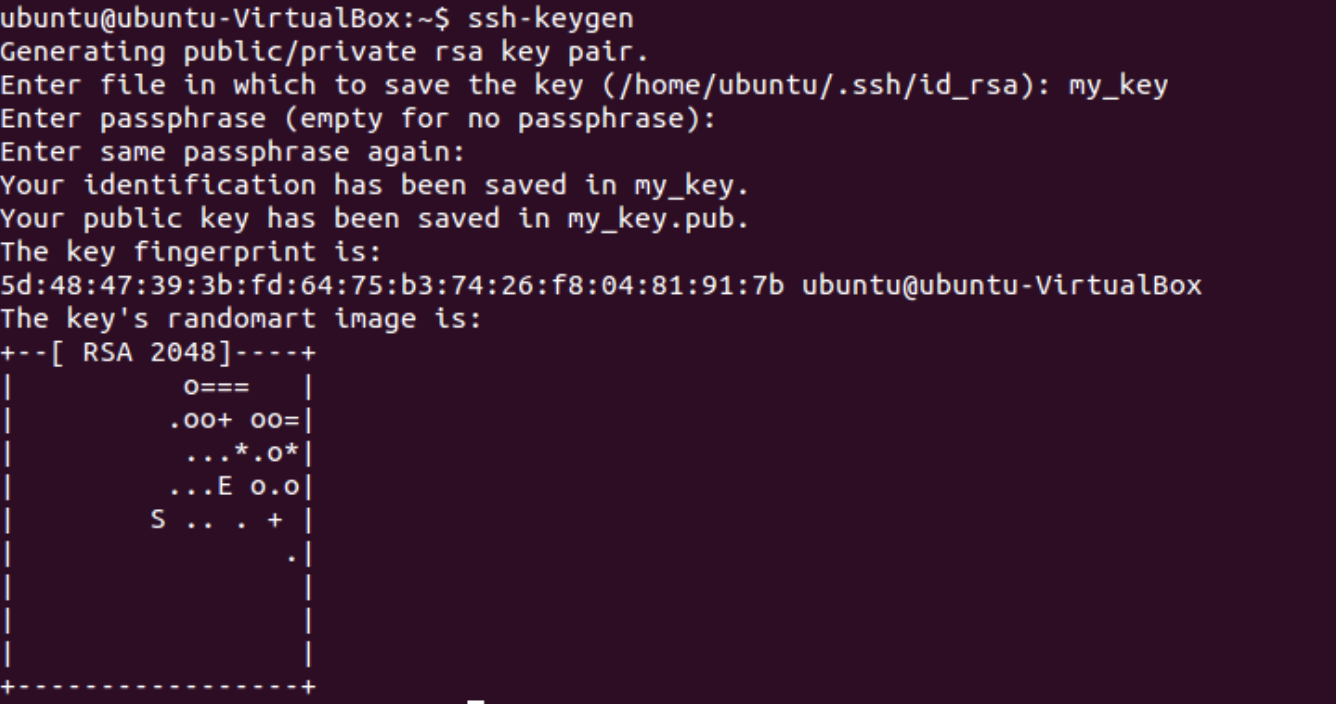 ubuntu@ubuntu-VirtualBox:~$ ssh-keygen
Generating public/private rsa key pair.
Enter file in which to save the key (/home/ubuntu/.ssh/id_rsa): my_key
Enter passphrase (empty for no passphrase):
Enter same passphrase again:
Your identification has been saved in my_key.
Your public key has been saved in my_key.pub.
The key fingerprint is:
5d:48:47:39:3b:fd:64:75:b3:74:26:f8:04:81:91:7b ubuntu@ubuntu-VirtualBox
The key's randomart image is:
+--[ RSA 2048]----+
|          o===   |
|         .oo+ oo=|
|          ...*.o*|
|         ...E o.o|
|        S .. . + |
|                .|
|                 |
|                 |
|                 |
+-----------------+